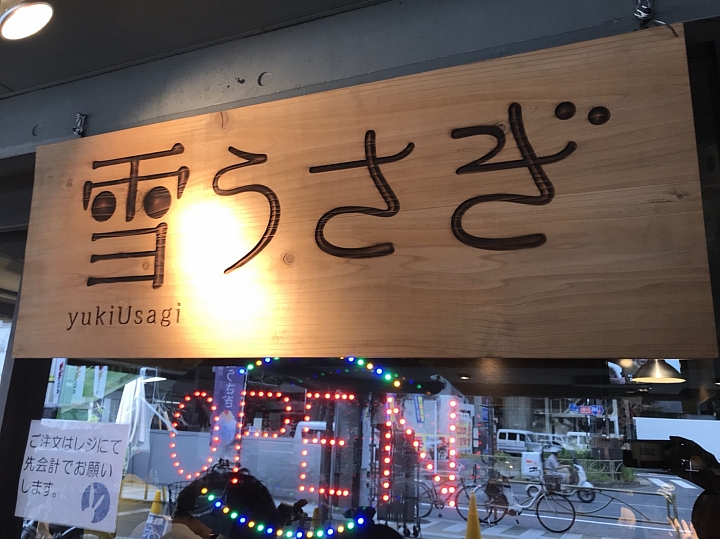 雪うさぎ
yukiUsagi
OPEN
ご注文はレジにて
先会計でお願い
します。